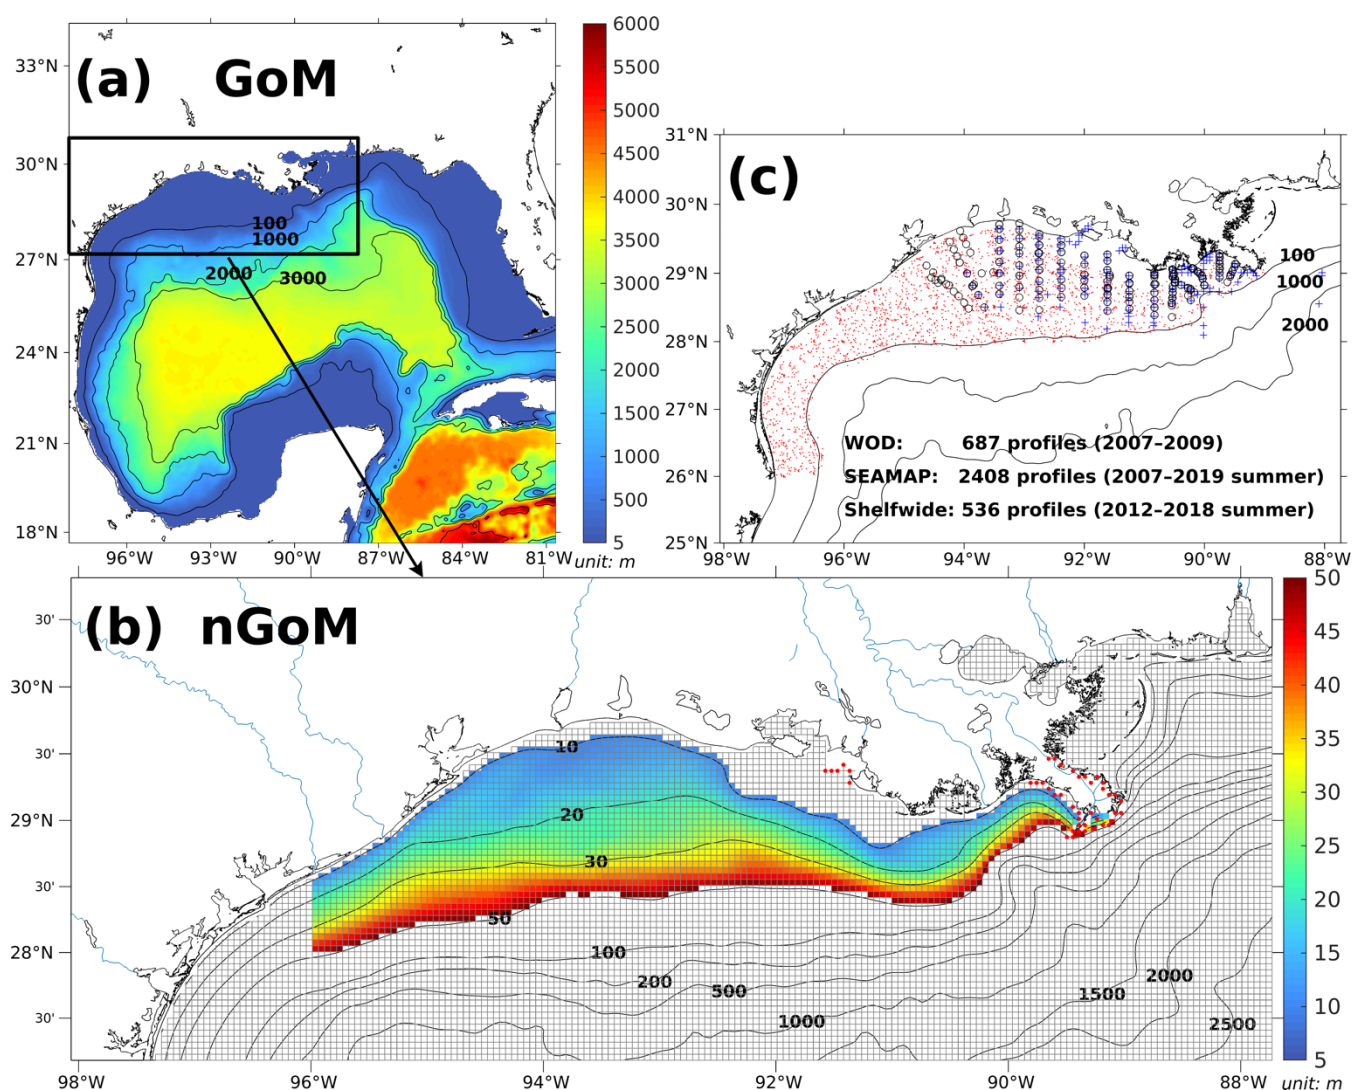 (a) GoM
33°N
30°N
27°N
24°N
21°N
18°N
96°W
93°W
90°W
87°W
84°W
81°W
100
1000
2000
3000
6000
5500
5000
4500
4000
3500
3000
2500
2000
1500
1000
500
5
unit: m
(c)
31°N
30°N
29°N
28°N
27°N
26°N
25°N
98°W
96°W
94°W
92°W
90°W
88°W
100
1000
2000
WOD: 687 profiles (2007–2009)
SEAMAP: 2408 profiles (2007–2019 summer)
Shelfwide: 536 profiles (2012–2018 summer)
(b) nGoM
30'
30°N
30'
29°N
30'
28°N
30'
98°W
96°W
94°W
92°W
90°W
88°W
10
20
30
50
100
200
500
1000
1500
2000
2500
50
45
40
35
30
25
20
15
10
5
unit: m